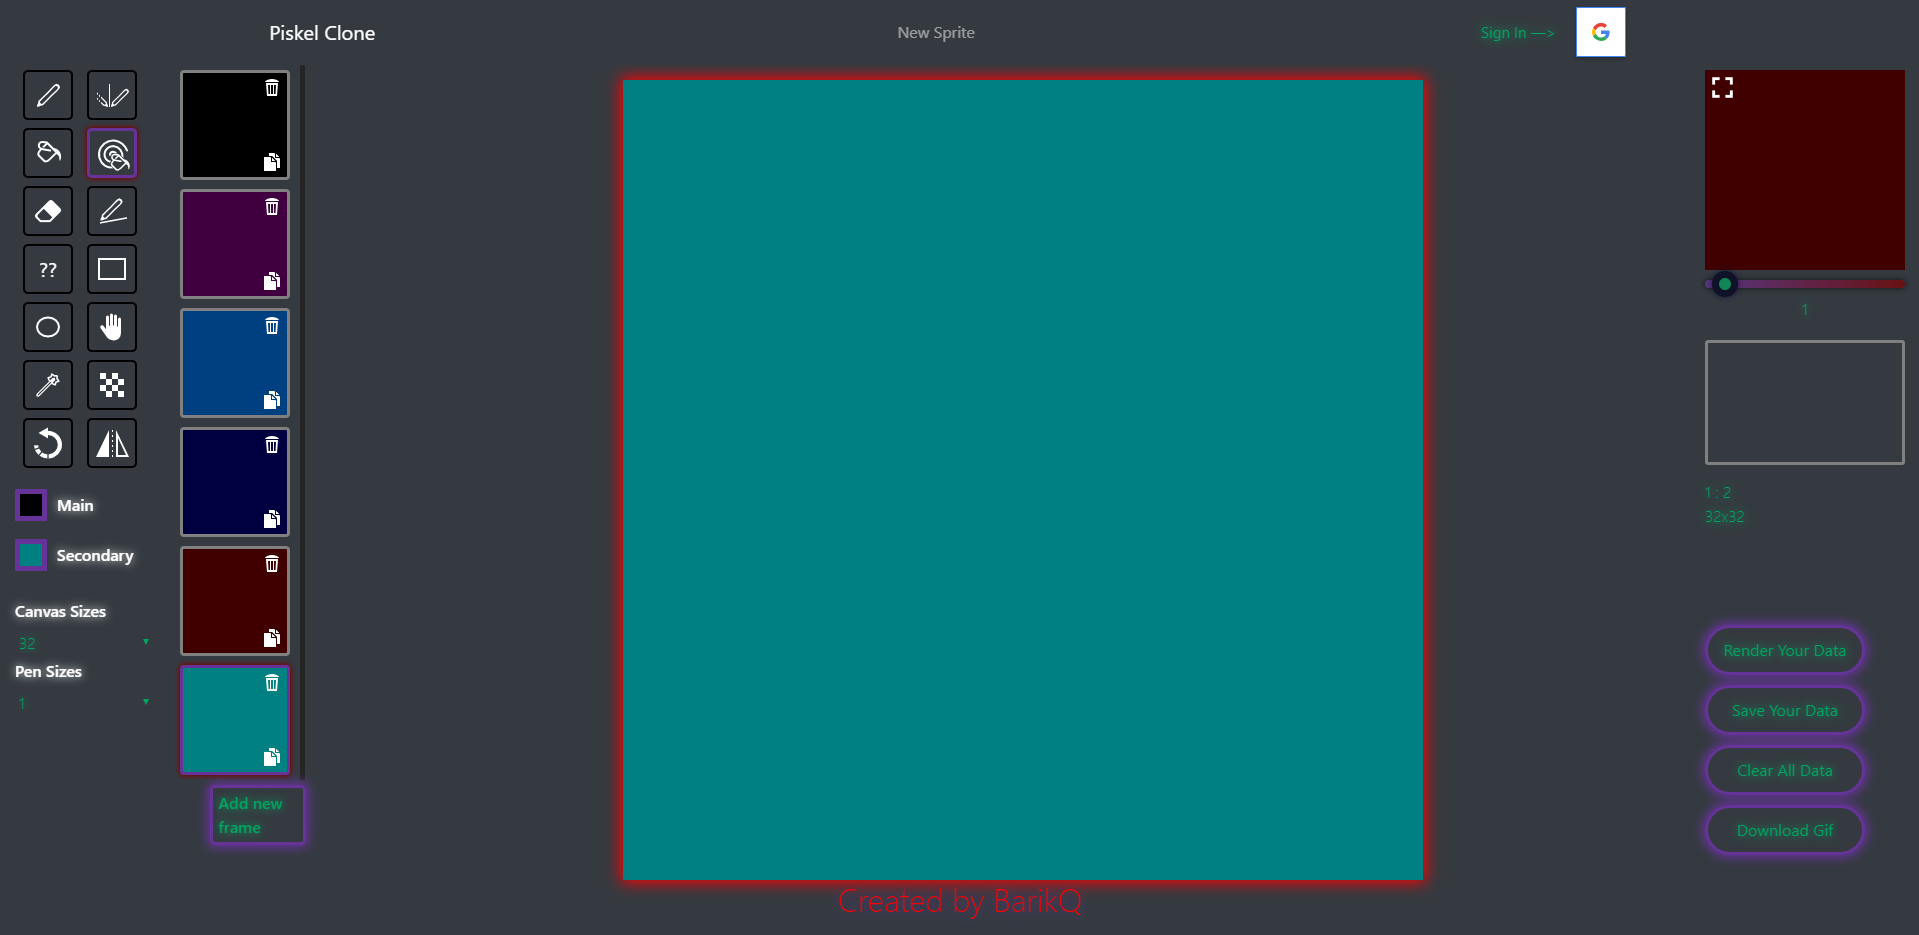 Piskel Clone
New Sprite
Sign In —>
??
Main
Secondary
Canvas Sizes
32
Pen Sizes
1
Add new
frame
1
1 : 2
32x32
Render Your Data
Save Your Data
Clear All Data
Download Gif
Created by BarikQ